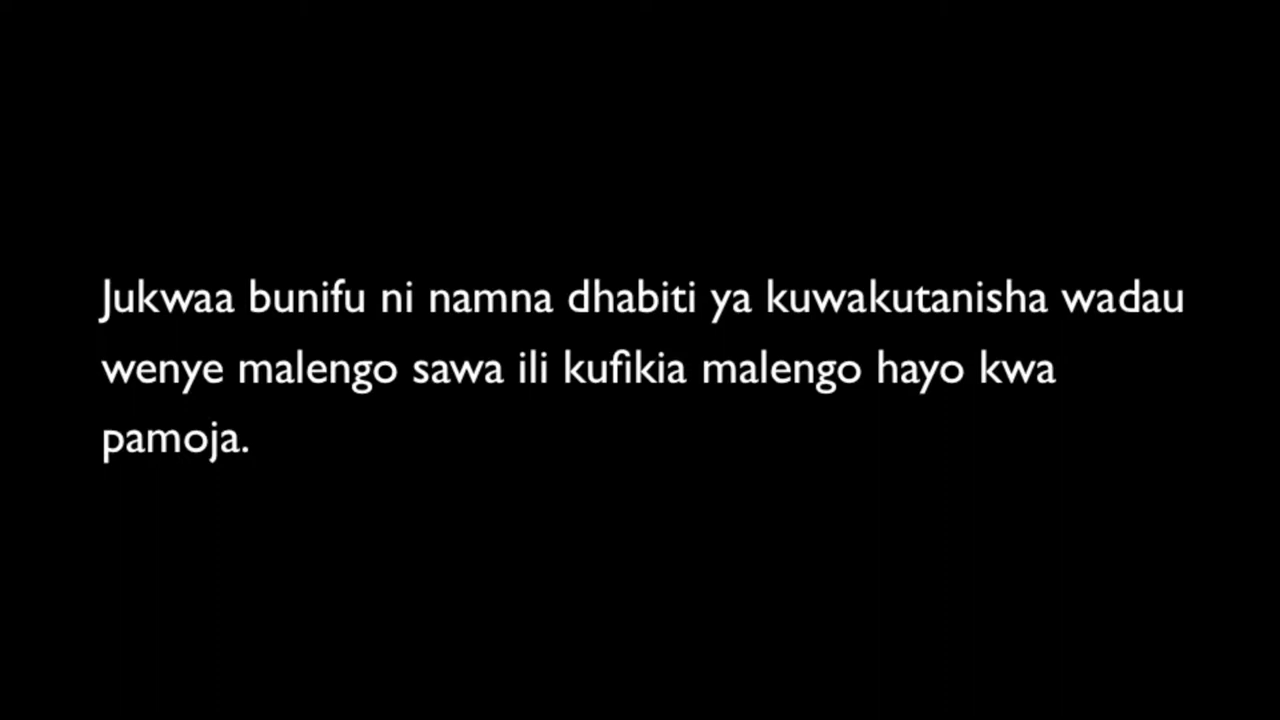 Jukwaa bunifu ni namna dhabiti ya kuwakutanisha wadau
wenye malengo sawa ili kufikia malengo hayo kwa
pamoja.